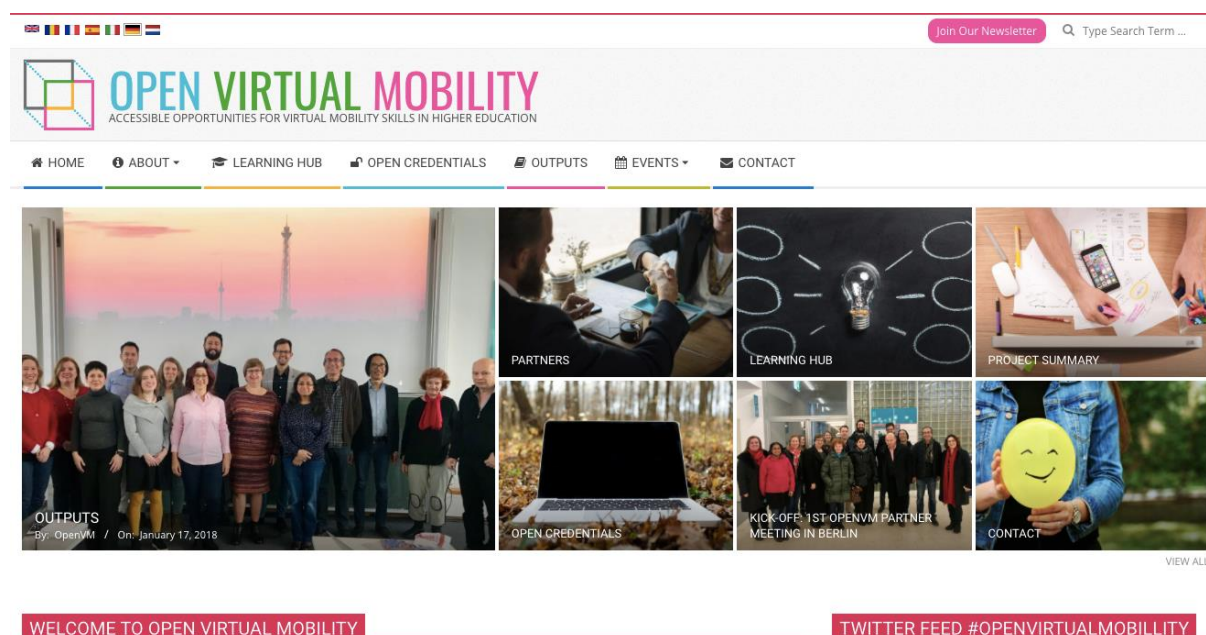 Join Our Newsletter
Type Search Term ...
OPEN VIRTUAL MOBILITY
ACCESSIBLE OPPORTUNITIES FOR VIRTUAL MOBILITY SKILLS IN HIGHER EDUCATION
HOME
ABOUT
LEARNING HUB
OPEN CREDENTIALS
OUTPUTS
EVENTS
CONTACT
OUTPUTS
By: OpenVM / On: January 17, 2018
PARTNERS
LEARNING HUB
PROJECT SUMMARY
OPEN CREDENTIALS
KICK-OFF: 1ST OPENVM PARTNER
MEETING IN BERLIN
CONTACT
VIEW ALL
WELCOME TO OPEN VIRTUAL MOBILITY
TWITTER FEED #OPENVIRTUALMOBILLITY